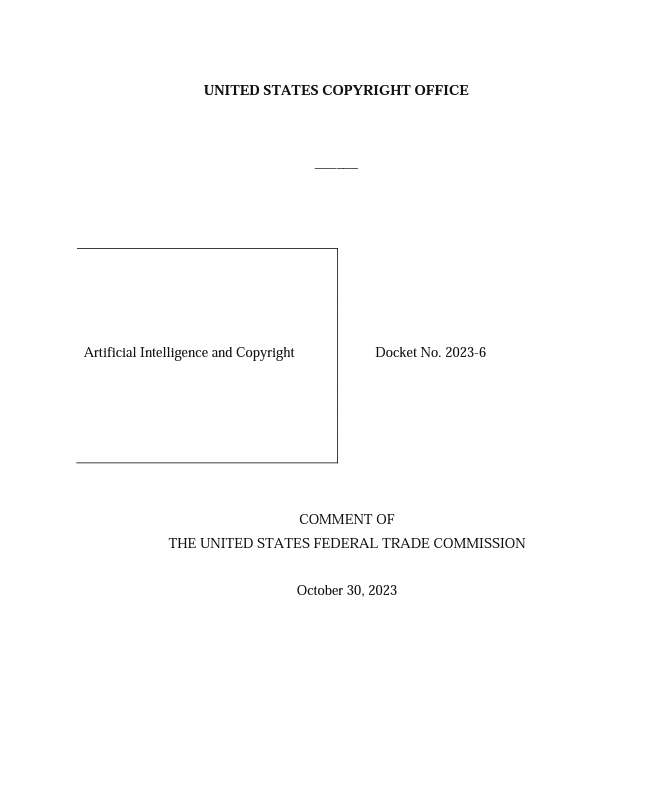 UNITED STATES COPYRIGHT OFFICE
Artificial Intelligence and Copyright
Docket No. 2023-6
COMMENT OF
THE UNITED STATES FEDERAL TRADE COMMISSION
October 30, 2023